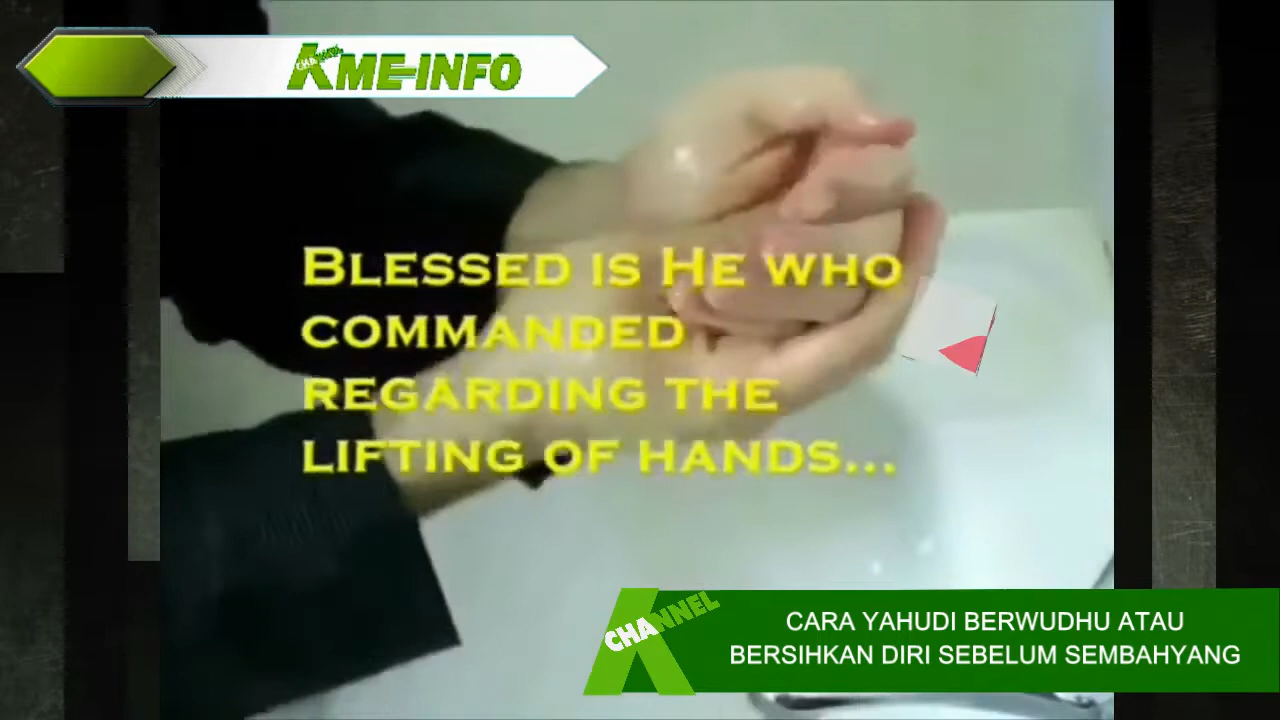 CHANNEL
KME-INFO
BLESSED IS HE WHO
COMMANDED
REGARDING THE
LIFTING OF HANDS...
CHANNEL
K
CARA YAHUDI BERWUDHU ATAU
BERSIHKAN DIRI SEBELUM SEMBAHYANG